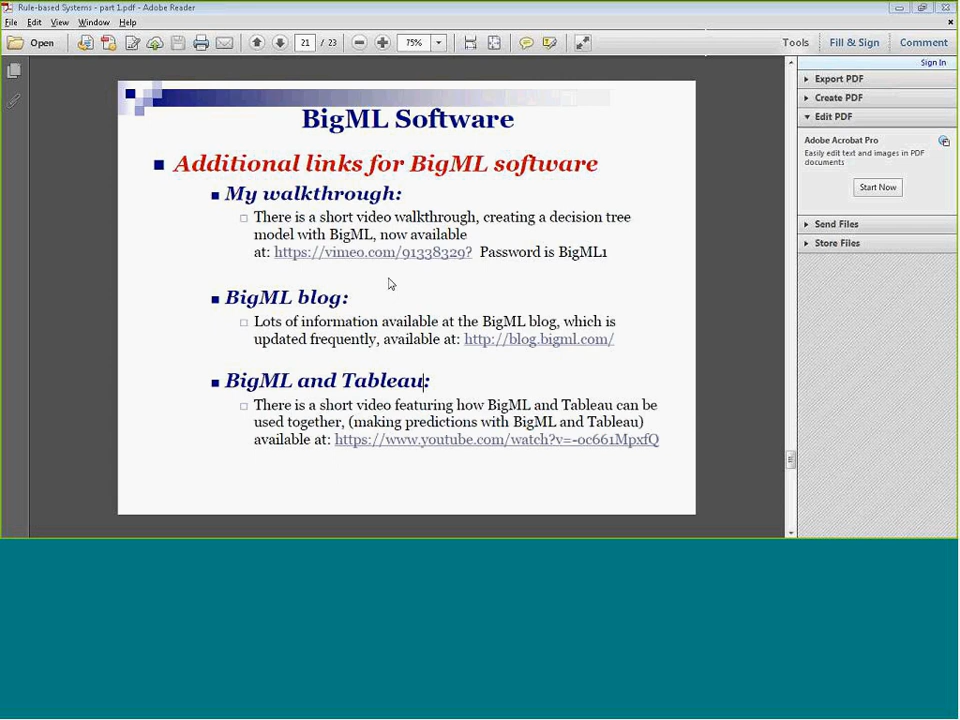 Rule-based Systems - part 1.pdf - Adobe Reader
File Edit View Window Help
Open 21 / 23 75% Tools Fill & Sign Comment
Sign In
Export PDF
Create PDF
Edit PDF
Adobe Acrobat Pro
Easily edit text and images in PDF
documents
Start Now
Send Files
Store Files
BigML Software
Additional links for BigML software
My walkthrough:
There is a short video walkthrough, creating a decision tree
model with BigML, now available
at: https://vimeo.com/91338329? Password is BigML1
BigML blog:
Lots of information available at the BigML blog, which is
updated frequently, available at: http://blog.bigml.com/
BigML and Tableau:
There is a short video featuring how BigML and Tableau can be
used together, (making predictions with BigML and Tableau)
available at: https://www.youtube.com/watch?v=-oc661MpxfQ